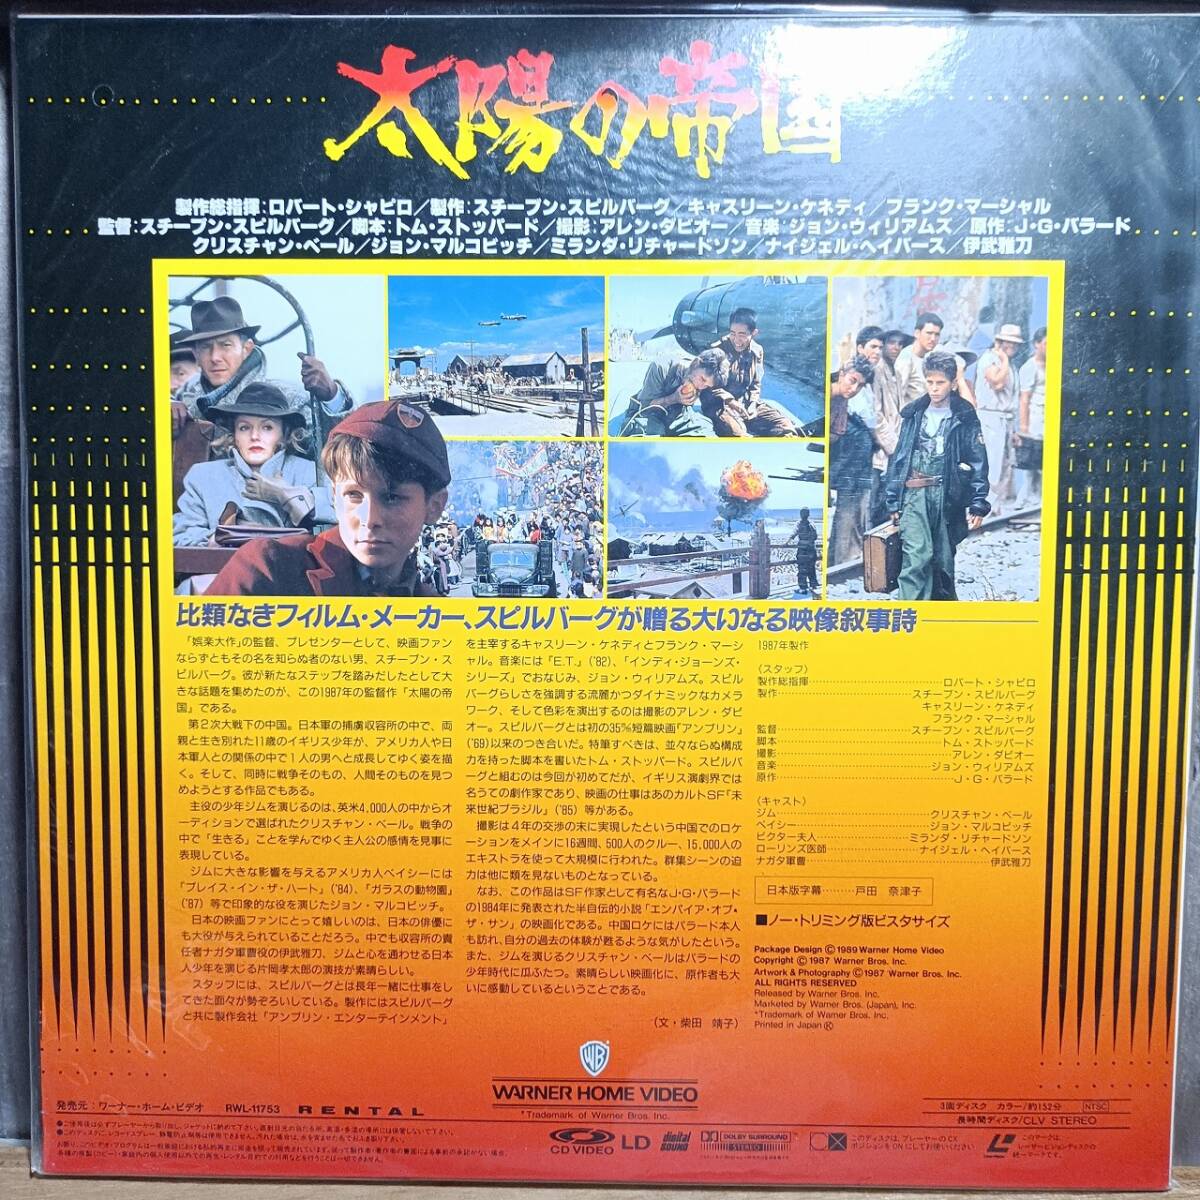 太陽の帝国
製作総指揮:ロバート・シャピロ/製作:スチーブン・スピルバーグ/キャスリーン・ケネディ/フランク・マーシャル
監督:スチーブン・スピルバーグ/脚本:トム・ストッパード/撮影:アレン・ダビオー/音楽:ジョン・ウィリアムズ/原作:J・G・バラード
クリスチャン・ベール/ジョン・マルコビッチ/ミランダ・リチャードソン/ナイジェル・ヘイバース/伊武雅刀
比類なきフィルム・メーカー、スピルバーグが贈る大いなる映像叙事詩
「娯楽大作」の監督、プレゼンターとして、映画ファン
ならずともその名を知らぬ者のない男、スチーブン・ス
ピルバーグ。彼が新たなステップを踏みだしたとして大
きな話題を集めたのが、この1987年の監督作「太陽の帝
国」である。
第2次大戦下の中国。日本軍の捕虜収容所の中で、両
親と生き別れた11歳のイギリス少年が、アメリカ人や日
本軍人との関係の中で1人の男へと成長してゆく姿を描
く。そして、同時に戦争そのもの、人間そのものを見つ
めようとする作品でもある。
主役の少年ジムを演じるのは、英米4,000人の中からオ
ーディションで選ばれたクリスチャン・ベール。戦争の
中で「生きる」ことを学んでゆく主人公の感情を見事に
表現している。
ジムに大きな影響を与えるアメリカ人ベイシーには
「プレイス・イン・ザ・ハート」('84)、「ガラスの動物園」
('87)等で印象的な役を演じたジョン・マルコビッチ。
日本の映画ファンにとって嬉しいのは、日本の俳優に
も大役が与えられていることだろう。中でも収容所の責
任者ナガタ軍曹役の伊武雅刀、ジムと心を通わせる日本
人少年を演じる片岡孝太郎の演技が素晴らしい。
スタッフには、スピルバーグとは長年一緒に仕事をし
てきた面々が勢ぞろいしている。製作にはスピルバーグ
と共に製作会社「アンブリン・エンターテインメント」
を主宰するキャスリーン・ケネディとフランク・マーシ
ャル。音楽には「E.T.」('82)、「インディ・ジョーンズ・
シリーズ」でおなじみ、ジョン・ウィリアムズ。スピル
バーグらしさを強調する流麗かつダイナミックなカメラ
ワーク、そして色彩を演出するのは撮影のアレン・ダビ
オー。スピルバーグとは初の35%短篇映画「アンブリン」
('69)以来のつき合いだ。特筆すべきは、並々ならぬ構成
力を持った脚本を書いたトム・ストッパード。スピルバ
ーグと組むのは今回が初めてだが、イギリス演劇界では
名うての劇作家であり、映画の仕事はあのカルトSF「未
来世紀ブラジル」('85)等がある。
撮影は4年の交渉の末に実現したという中国でのロケ
ーションをメインに16週間、500人のクルー、15,000人の
エキストラを使って大規模に行われた。群集シーンの迫
力は他に類を見ないものとなっている。
なお、この作品はSF作家として有名なJ・G・バラード
の1984年に発表された半自伝的小説「エンパイア・オブ・
ザ・サン」の映画化である。中国ロケにはバラード本人
も訪れ、自分の過去の体験が甦るような気がしたという。
また、ジムを演じるクリスチャン・ベールはバラードの
少年時代に瓜ふたつ。素晴らしい映画化に、原作者も大
いに感動しているということである。
(文・柴田 靖子)
1987年製作
〈スタッフ〉
製作総指揮……ロバート・シャピロ
製作……スチーブン・スピルバーグ
キャスリーン・ケネディ
フランク・マーシャル
監督……スチーブン・スピルバーグ
脚本……トム・ストッパード
撮影……アレン・ダビオー
音楽……ジョン・ウィリアムズ
原作……J・G・バラード
〈キャスト〉
ジム……クリスチャン・ベール
ベイシー……ジョン・マルコビッチ
ビクター夫人……ミランダ・リチャードソン
ローリンズ医師……ナイジェル・ヘイバース
ナガタ軍曹……伊武雅刀
日本版字幕………戸田 奈津子
■ノー・トリミング版ビスタサイズ
Package Design Ⓒ 1989 Warner Home Video
Copyright Ⓒ 1987 Warner Bros. Inc.
Artwork & Photography Ⓒ 1987 Warner Bros. Inc.
ALL RIGHTS RESERVED
Released by Warner Bros. Inc.
Marketed by Warner Bros. (Japan), Inc.
*Trademark of Warner Bros. Inc.
Printed in Japan Ⓚ
WB
WARNER HOME VIDEO
*Trademark of Warner Bros. Inc.
発売元:ワーナー・ホーム・ビデオ RWL-11753 RENTAL
3面ディスク カラー/約152分 NTSC
長時間ディスク/CLV STEREO
CD VIDEO LD digital SOUND DOLBY SURROUND STEREO
このディスクは、プレーヤーのCX
ポジションをONにしてお使いください
このマークは、
レーザービジョンディスクの
統一マークです。